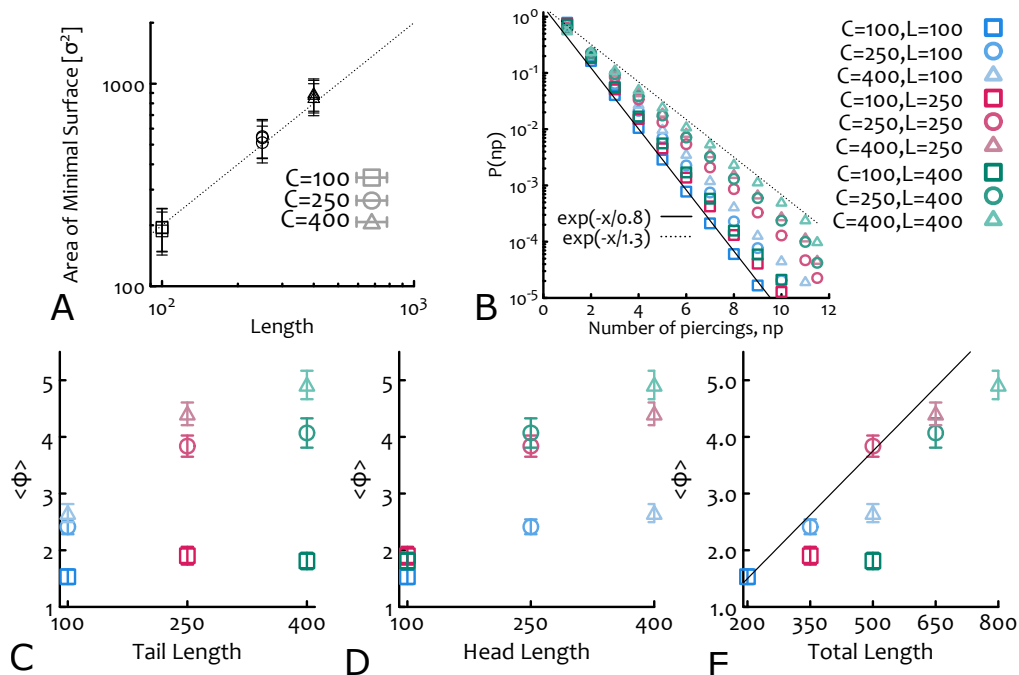 A
Area of Minimal Surface [σ²]
1000
100
10²
10³
Length
C=100
C=250
C=400
B
P(np)
10⁰
10⁻¹
10⁻²
10⁻³
10⁻⁴
10⁻⁵
0 2 4 6 8 10 12
Number of piercings, np
exp(-x/0.8)
exp(-x/1.3)
C=100,L=100
C=250,L=100
C=400,L=100
C=100,L=250
C=250,L=250
C=400,L=250
C=100,L=400
C=250,L=400
C=400,L=400
C
<Φ>
5
4
3
2
1
100 250 400
Tail Length
D
<Φ>
5
4
3
2
1
100 250 400
Head Length
F
<Φ>
5.0
4.0
3.0
2.0
1.0
200 350 500 650 800
Total Length